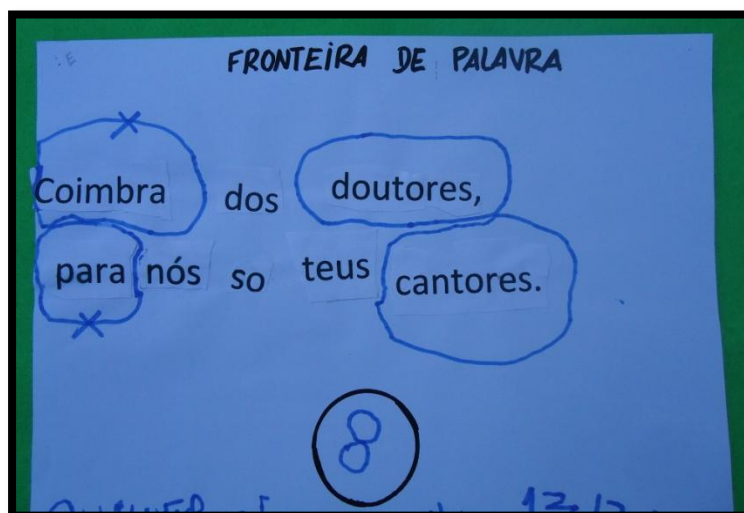 FRONTEIRA DE PALAVRA
Coimbra dos doutores,
para nós so teus cantores.
8